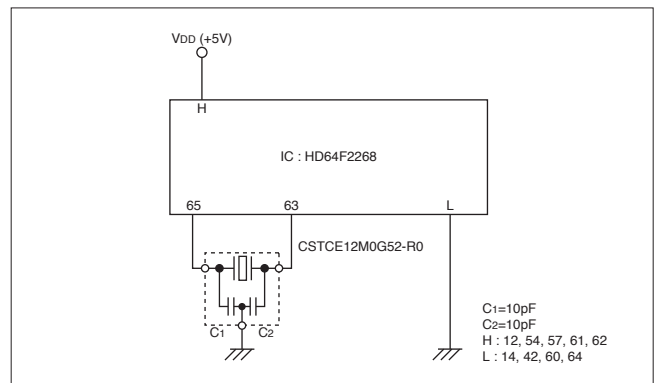 VDD (+5V)
H
IC : HD64F2268
65 63 L
CSTCE12M0G52-R0
C1 C2
C1=10pF
C2=10pF
H : 12, 54, 57, 61, 62
L : 14, 42, 60, 64